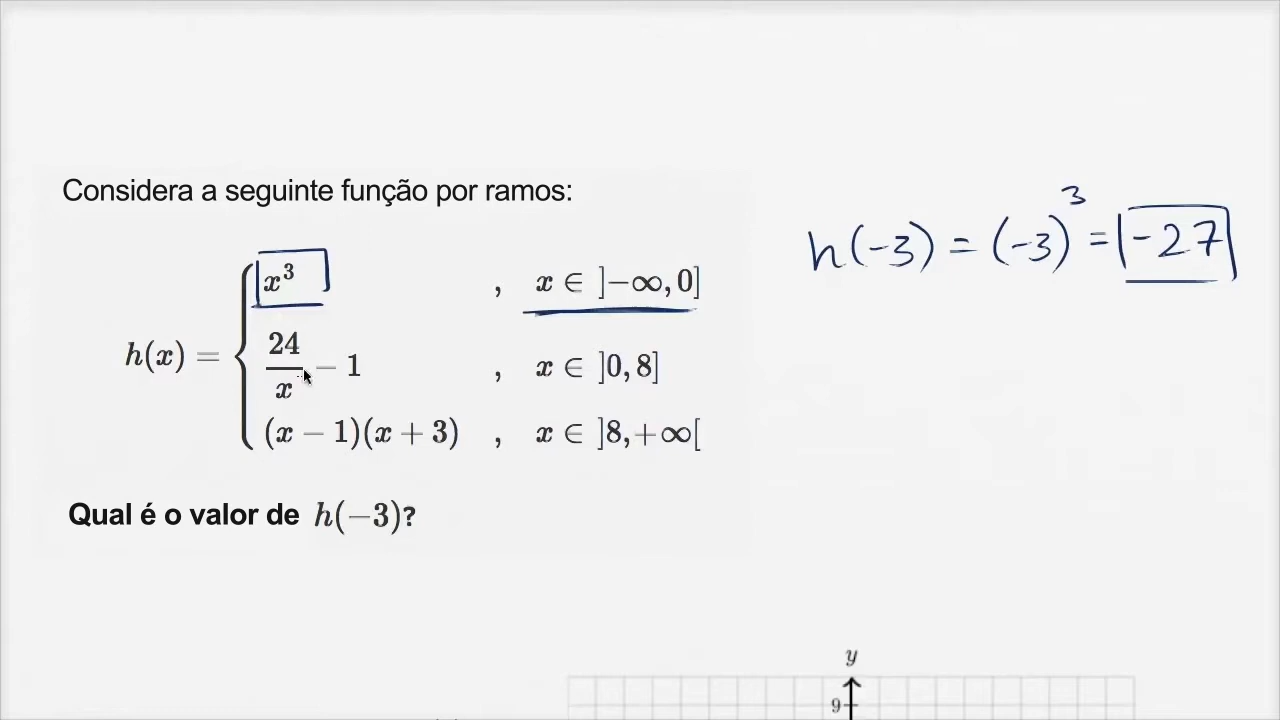 Considera a seguinte função por ramos:
h(−3) = (−3)³ = −27
x³ , x ∈ ]−∞, 0]
h(x) = 24/x − 1 , x ∈ ]0, 8]
(x − 1)(x + 3) , x ∈ ]8, +∞[
Qual é o valor de h(−3)?
y
9